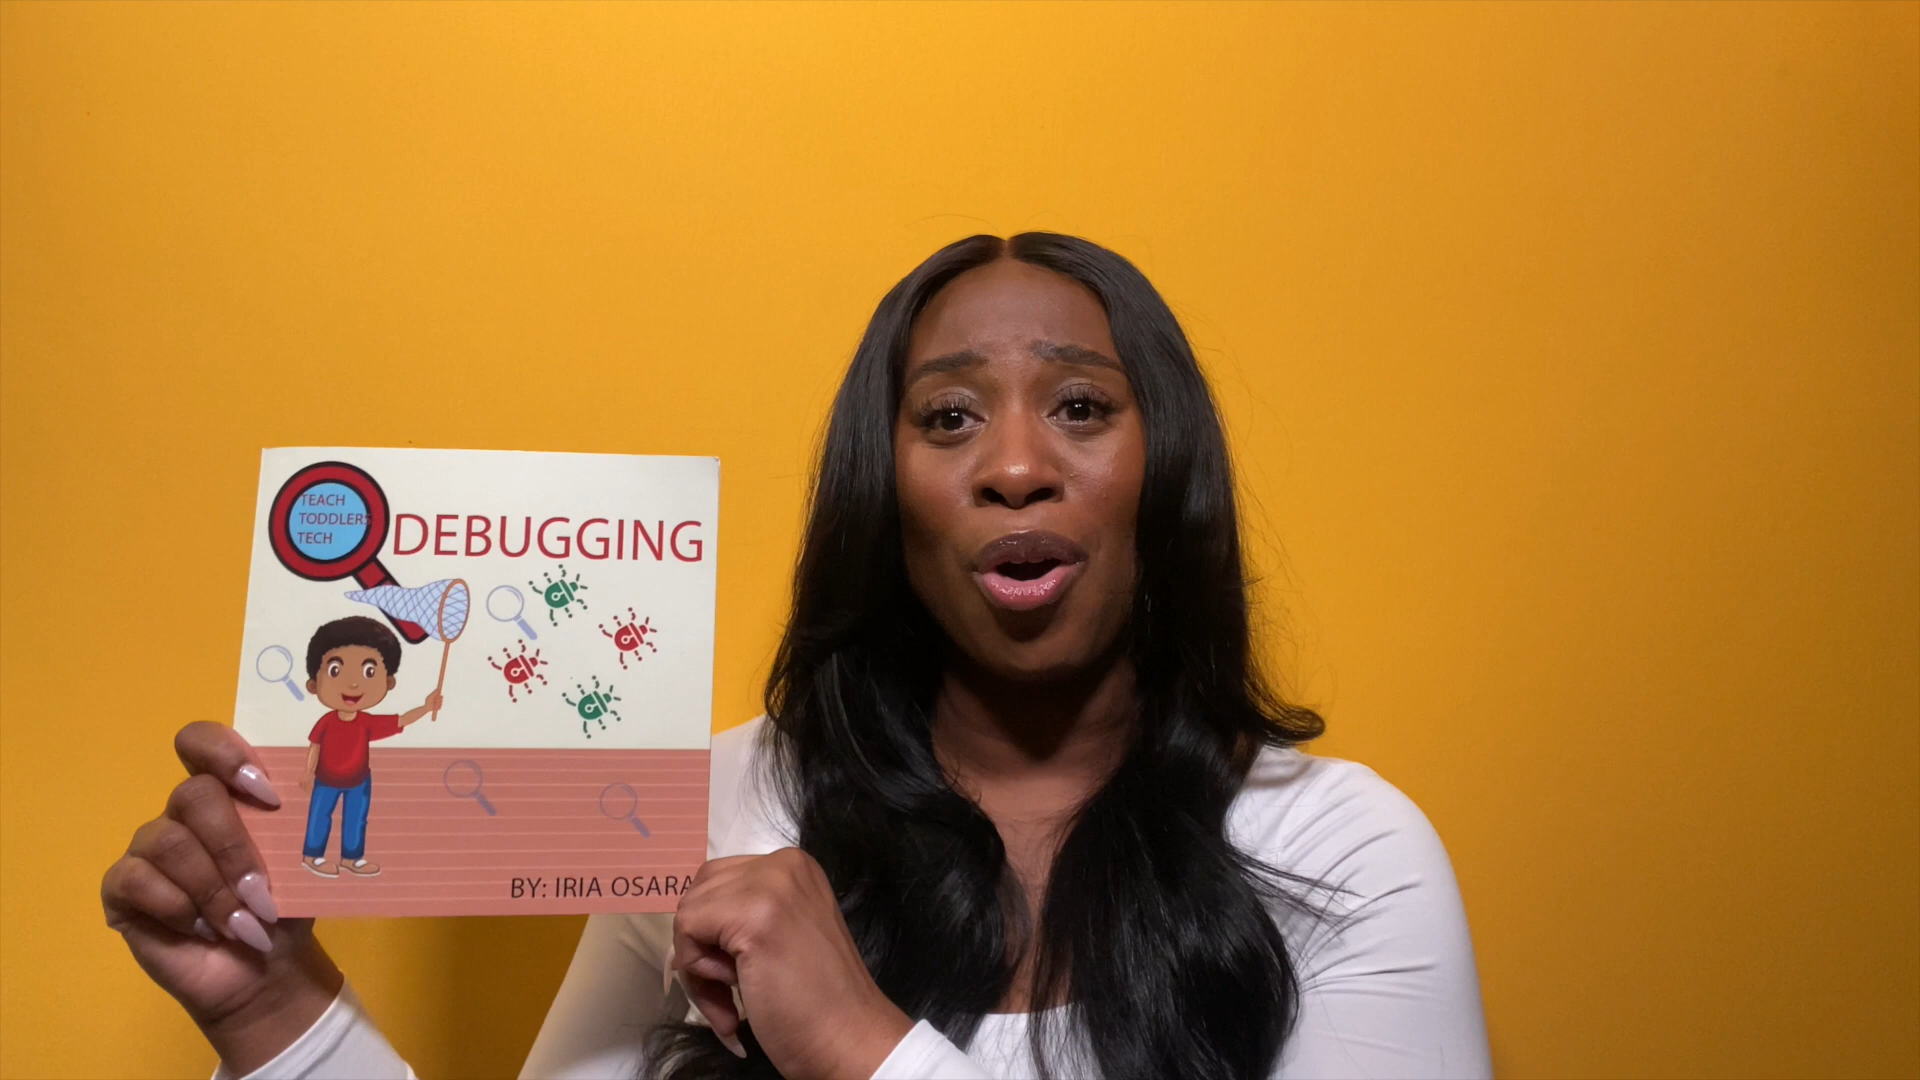 TEACH
TODDLERS
TECH
DEBUGGING
BY: IRIA OSARA